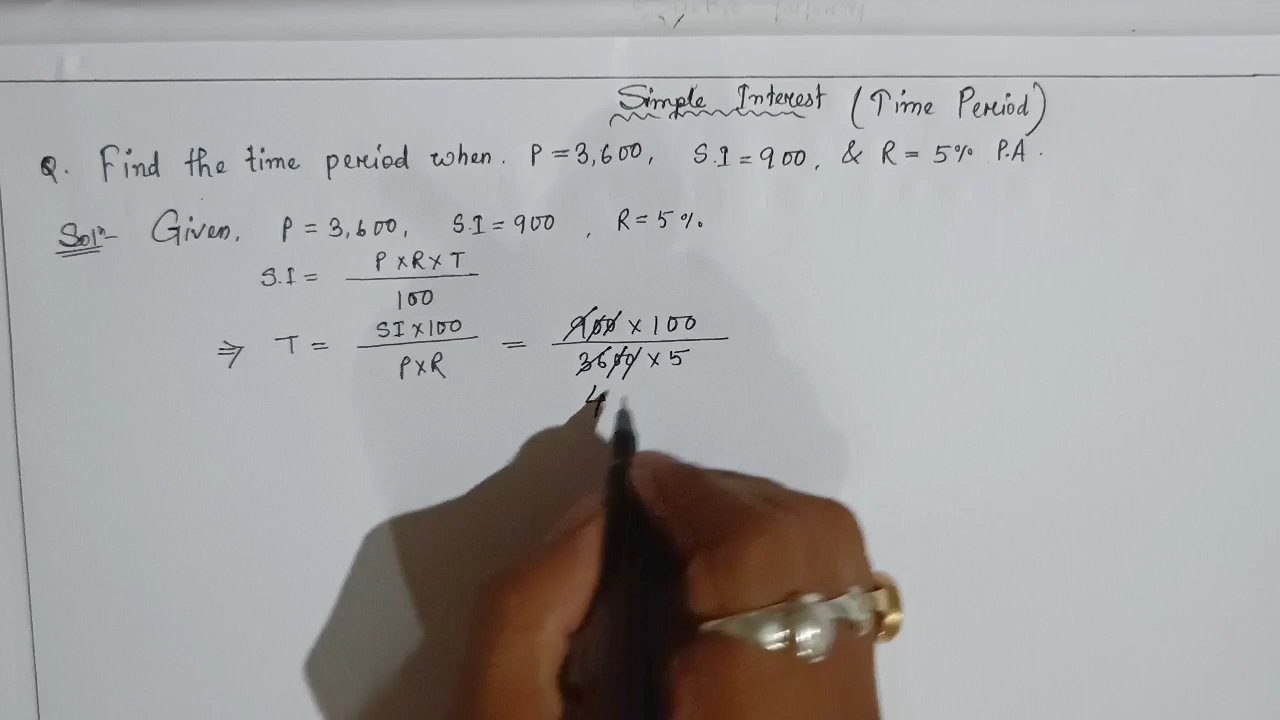 Simple Interest (Time Period)
Q. Find the time period when. P = 3,600, S.I = 900, & R = 5% P.A.
Solⁿ- Given, P = 3,600, S.I = 900, R = 5%.
S.I = P×R×T / 100
⇒ T = SI×100 / P×R = 900 × 100 / 3600 × 5
4